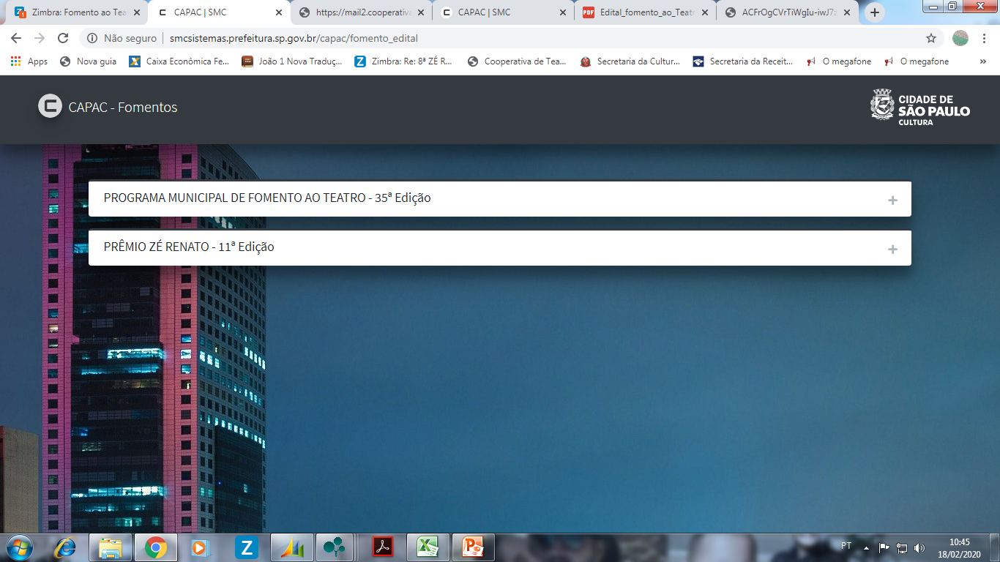 Zimbra: Fomento ao Tea
CAPAC | SMC
https://mail2.cooperativa
CAPAC | SMC
PDF
Edital_fomento_ao_Teatr
ACFrOgCVrTiWgIu-iwJ7z
Não seguro
smcsistemas.prefeitura.sp.gov.br/capac/fomento_edital
Apps
Nova guia
Caixa Econômica Fe...
João 1 Nova Traduç...
Zimbra: Re: 8ª ZÉ R...
Cooperativa de Tea...
Secretaria da Cultur...
Secretaria da Receit...
O megafone
O megafone
»
CAPAC - Fomentos
CIDADE DE
SÃO PAULO
CULTURA
PROGRAMA MUNICIPAL DE FOMENTO AO TEATRO - 35ª Edição
PRÊMIO ZÉ RENATO - 11ª Edição
PT
10:45
18/02/2020